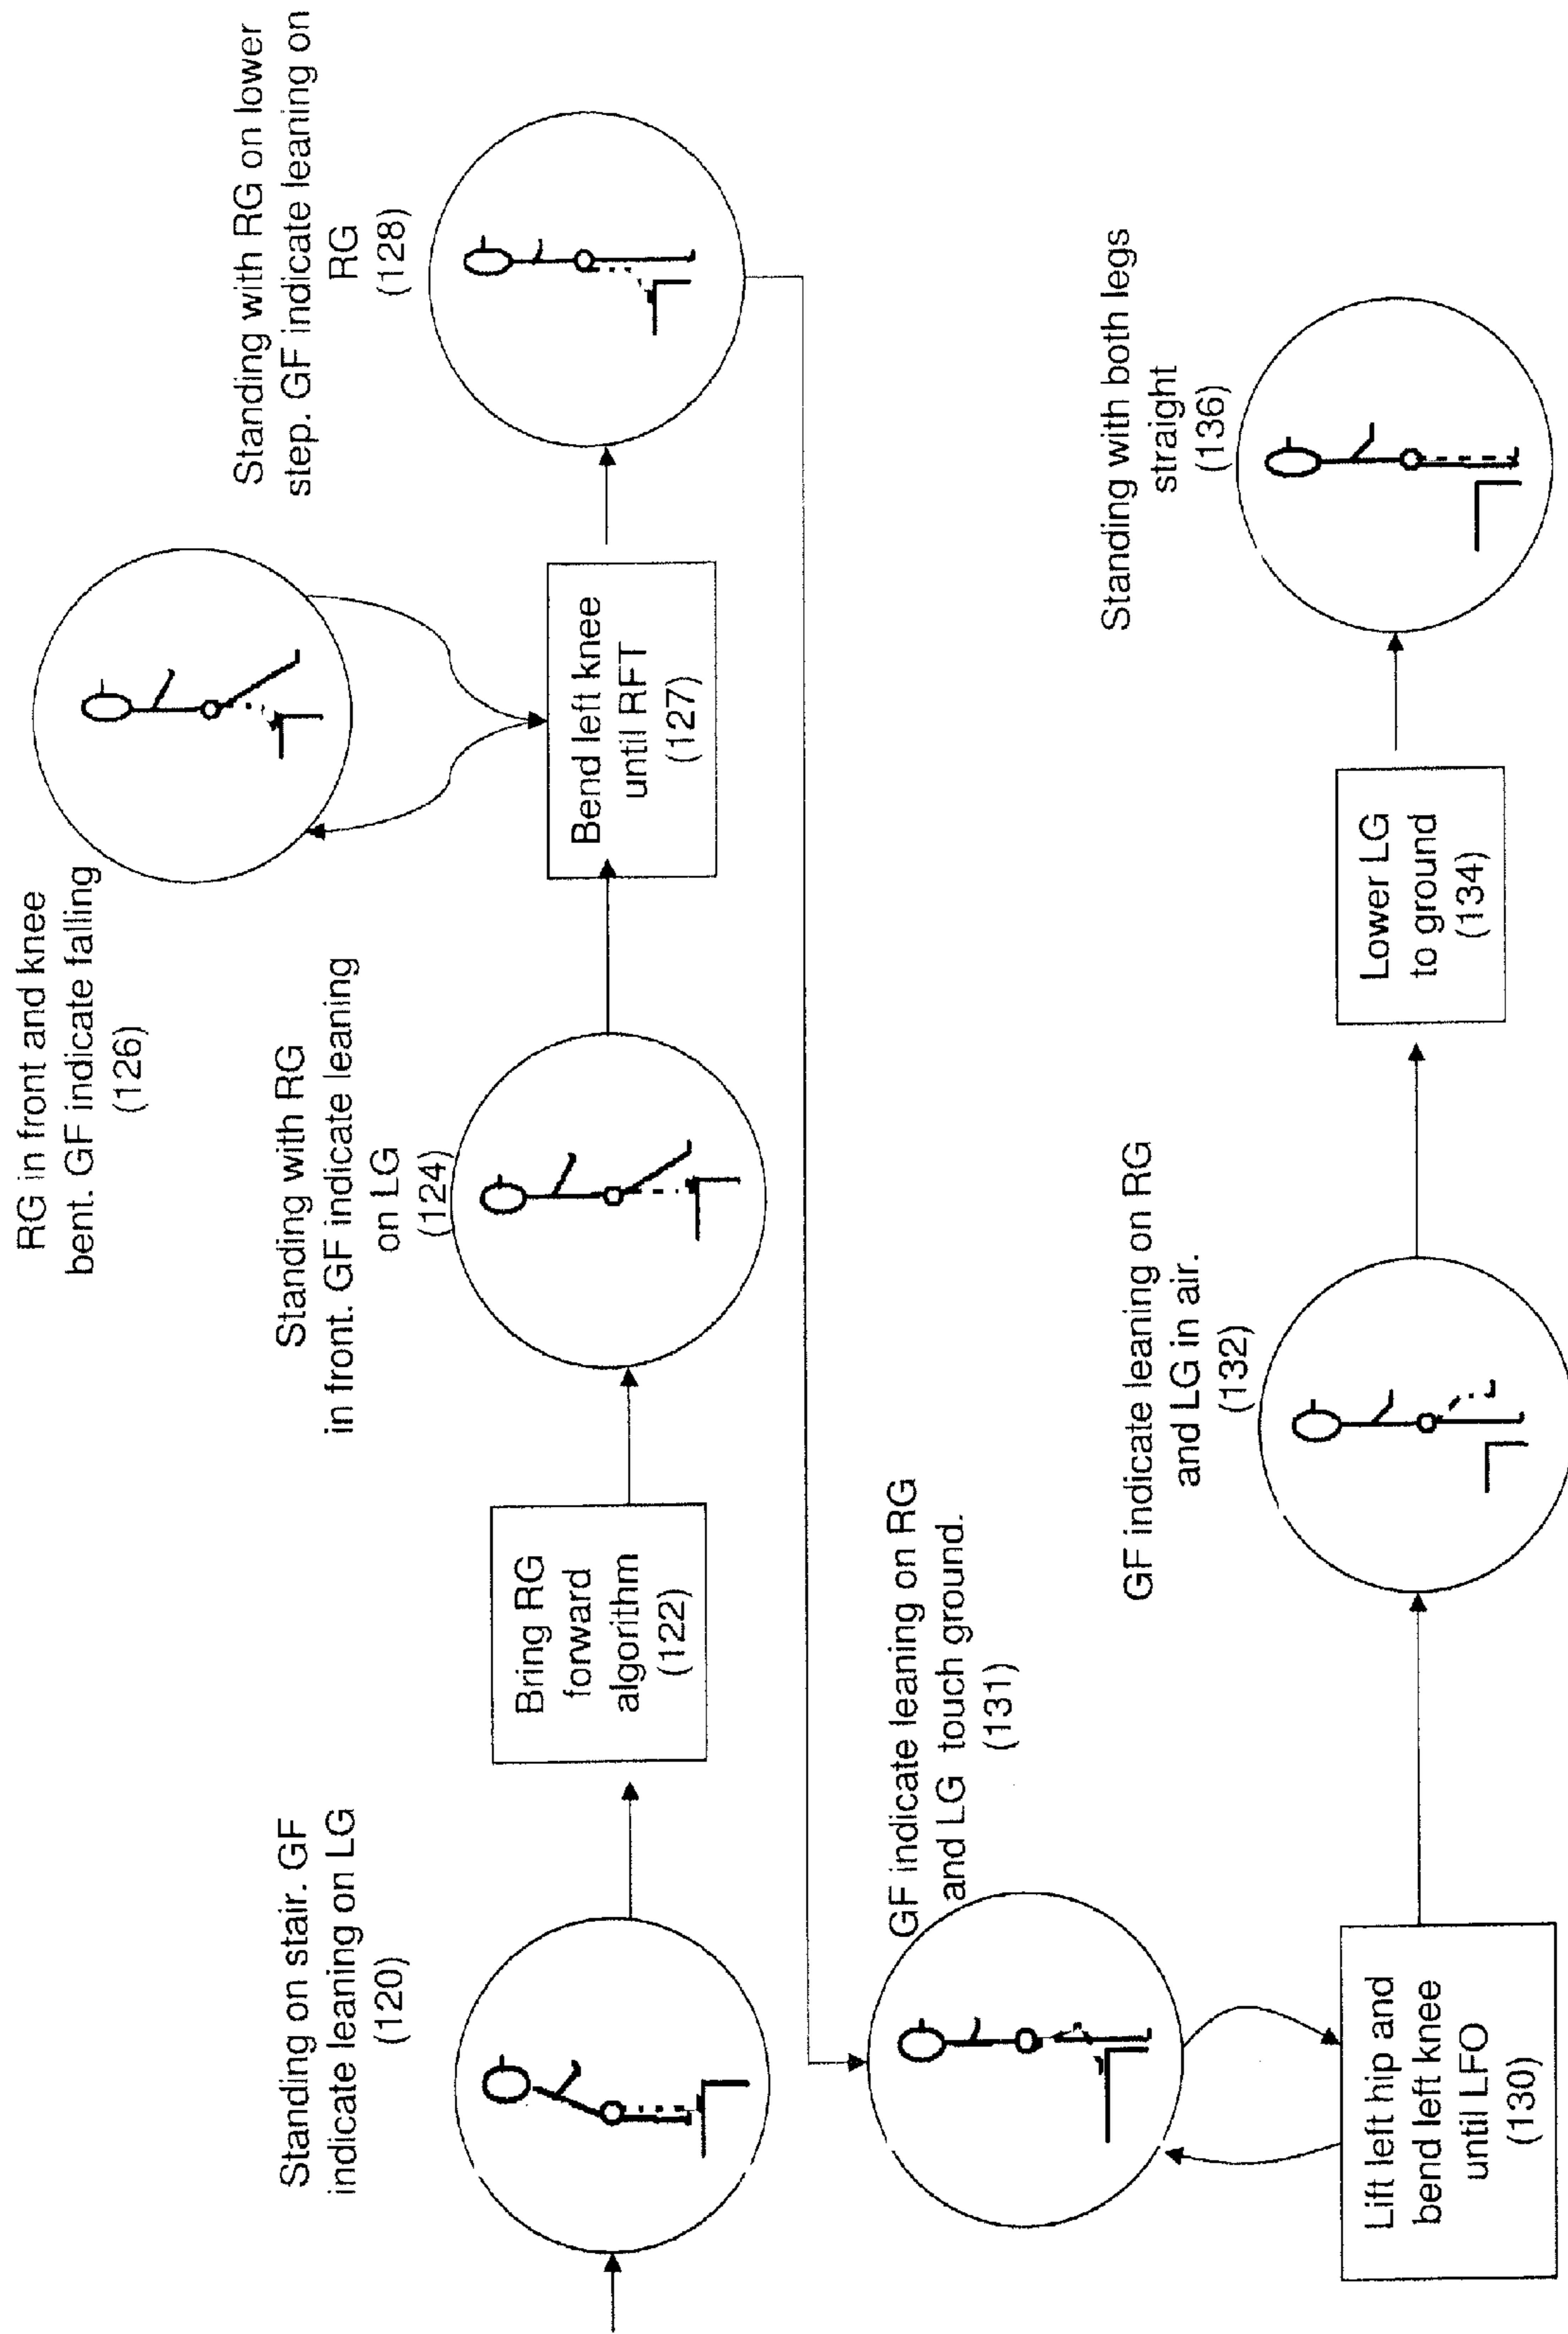 Standing on stair. GF
indicate leaning on LG
(120)
Bring RG
forward
algorithm
(122)
Standing with RG
in front. GF indicate leaning
on LG
(124)
RG in front and knee
bent. GF indicate falling
(126)
Bend left knee
until RFT
(127)
Standing with RG on lower
step. GF indicate leaning on
RG
(128)
GF indicate leaning on RG
and LG touch ground.
(131)
Lift left hip and
bend left knee
until LFO
(130)
GF indicate leaning on RG
and LG in air.
(132)
Lower LG
to ground
(134)
Standing with both legs
straight
(136)